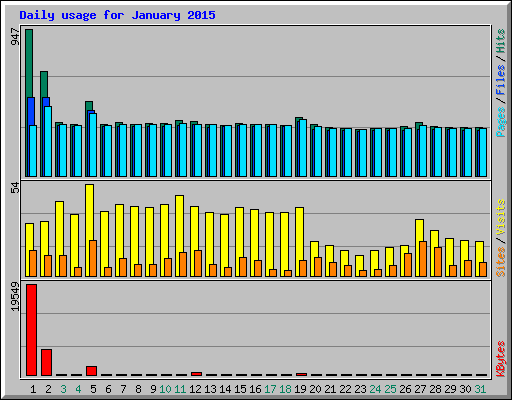 Daily usage for January 2015
947
54
19549
Pages / Files / Hits
Sites / Visits
KBytes
1 2 3 4 5 6 7 8 9 10 11 12 13 14 15 16 17 18 19 20 21 22 23 24 25 26 27 28 29 30 31